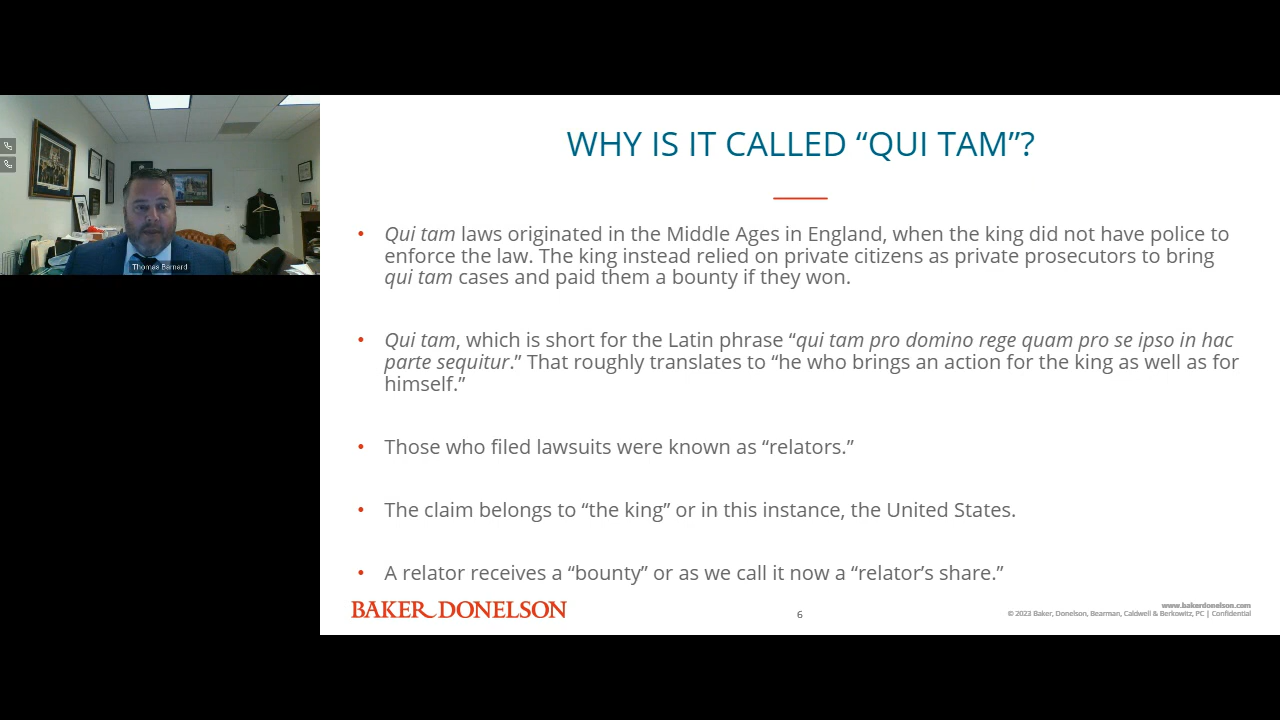 WHY IS IT CALLED “QUI TAM”?
• Qui tam laws originated in the Middle Ages in England, when the king did not have police to
enforce the law. The king instead relied on private citizens as private prosecutors to bring
qui tam cases and paid them a bounty if they won.
• Qui tam, which is short for the Latin phrase “qui tam pro domino rege quam pro se ipso in hac
parte sequitur.” That roughly translates to “he who brings an action for the king as well as for
himself.”
• Those who filed lawsuits were known as “relators.”
• The claim belongs to “the king” or in this instance, the United States.
• A relator receives a “bounty” or as we call it now a “relator’s share.”
Thomas Barnard
BAKER DONELSON
6
www.bakerdonelson.com
© 2023 Baker, Donelson, Bearman, Caldwell & Berkowitz, PC | Confidential